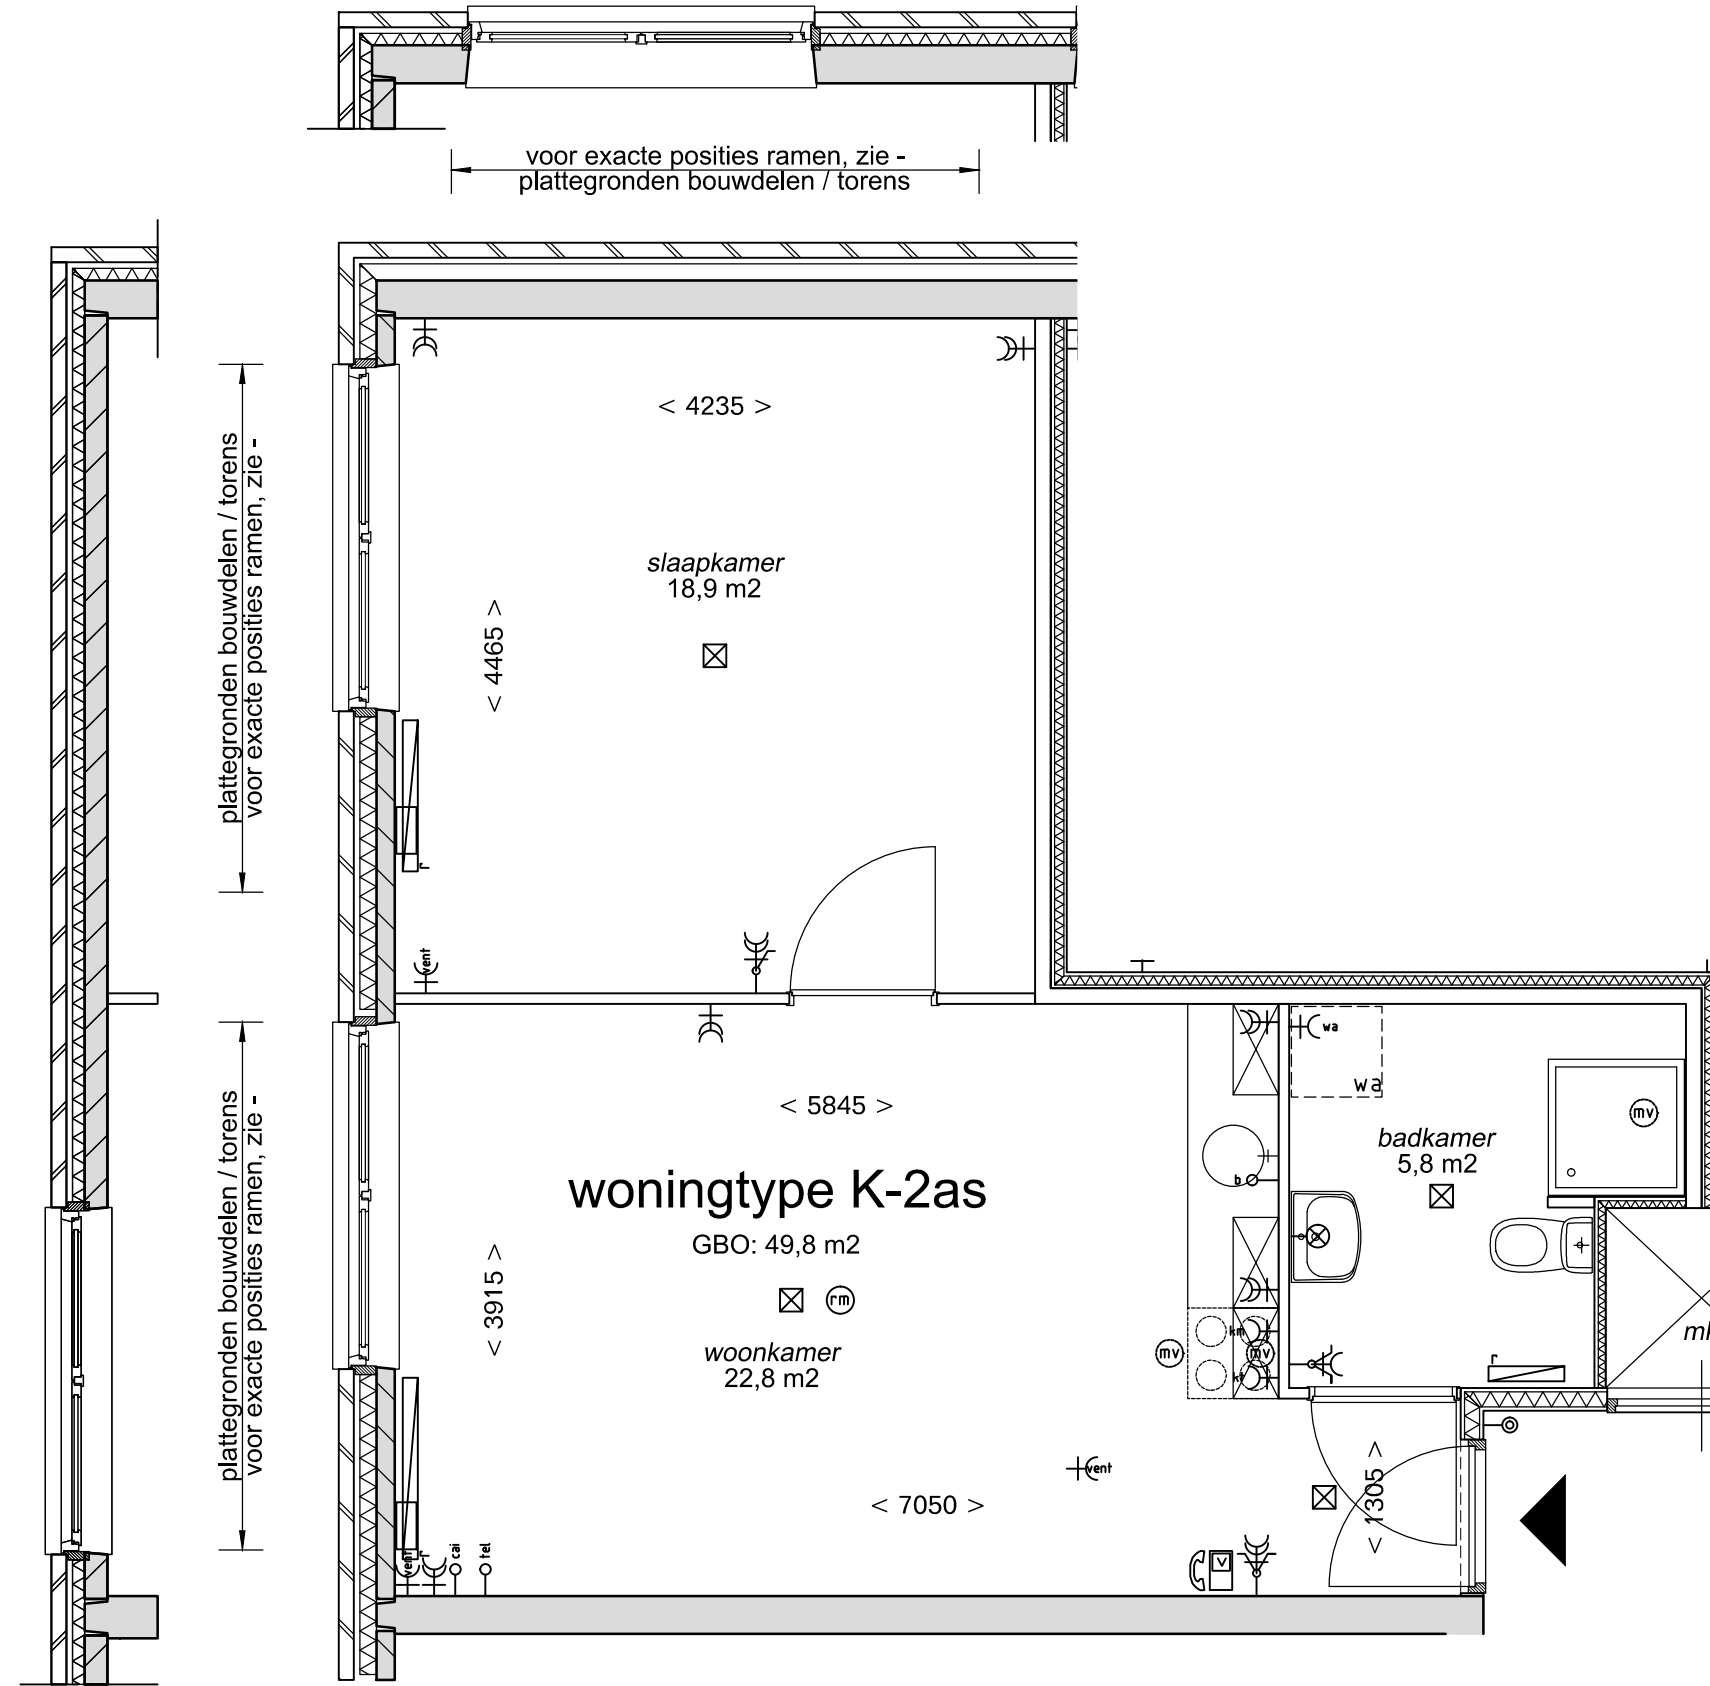 voor exacte posities ramen, zie -
plattegronden bouwdelen / torens
plattegronden bouwdelen / torens
voor exacte posities ramen, zie -
< 4235 >
slaapkamer
18,9 m2
< 4465 >
r
vent
wa
wa
plattegronden bouwdelen / torens
voor exacte posities ramen, zie -
< 5845 >
mv
badkamer
5,8 m2
b
woningtype K-2as
GBO: 49,8 m2
< 3915 >
rm
woonkamer
22,8 m2
mv
km
mv
r
vent
< 7050 >
< 1305 >
vent
r
cai
tel